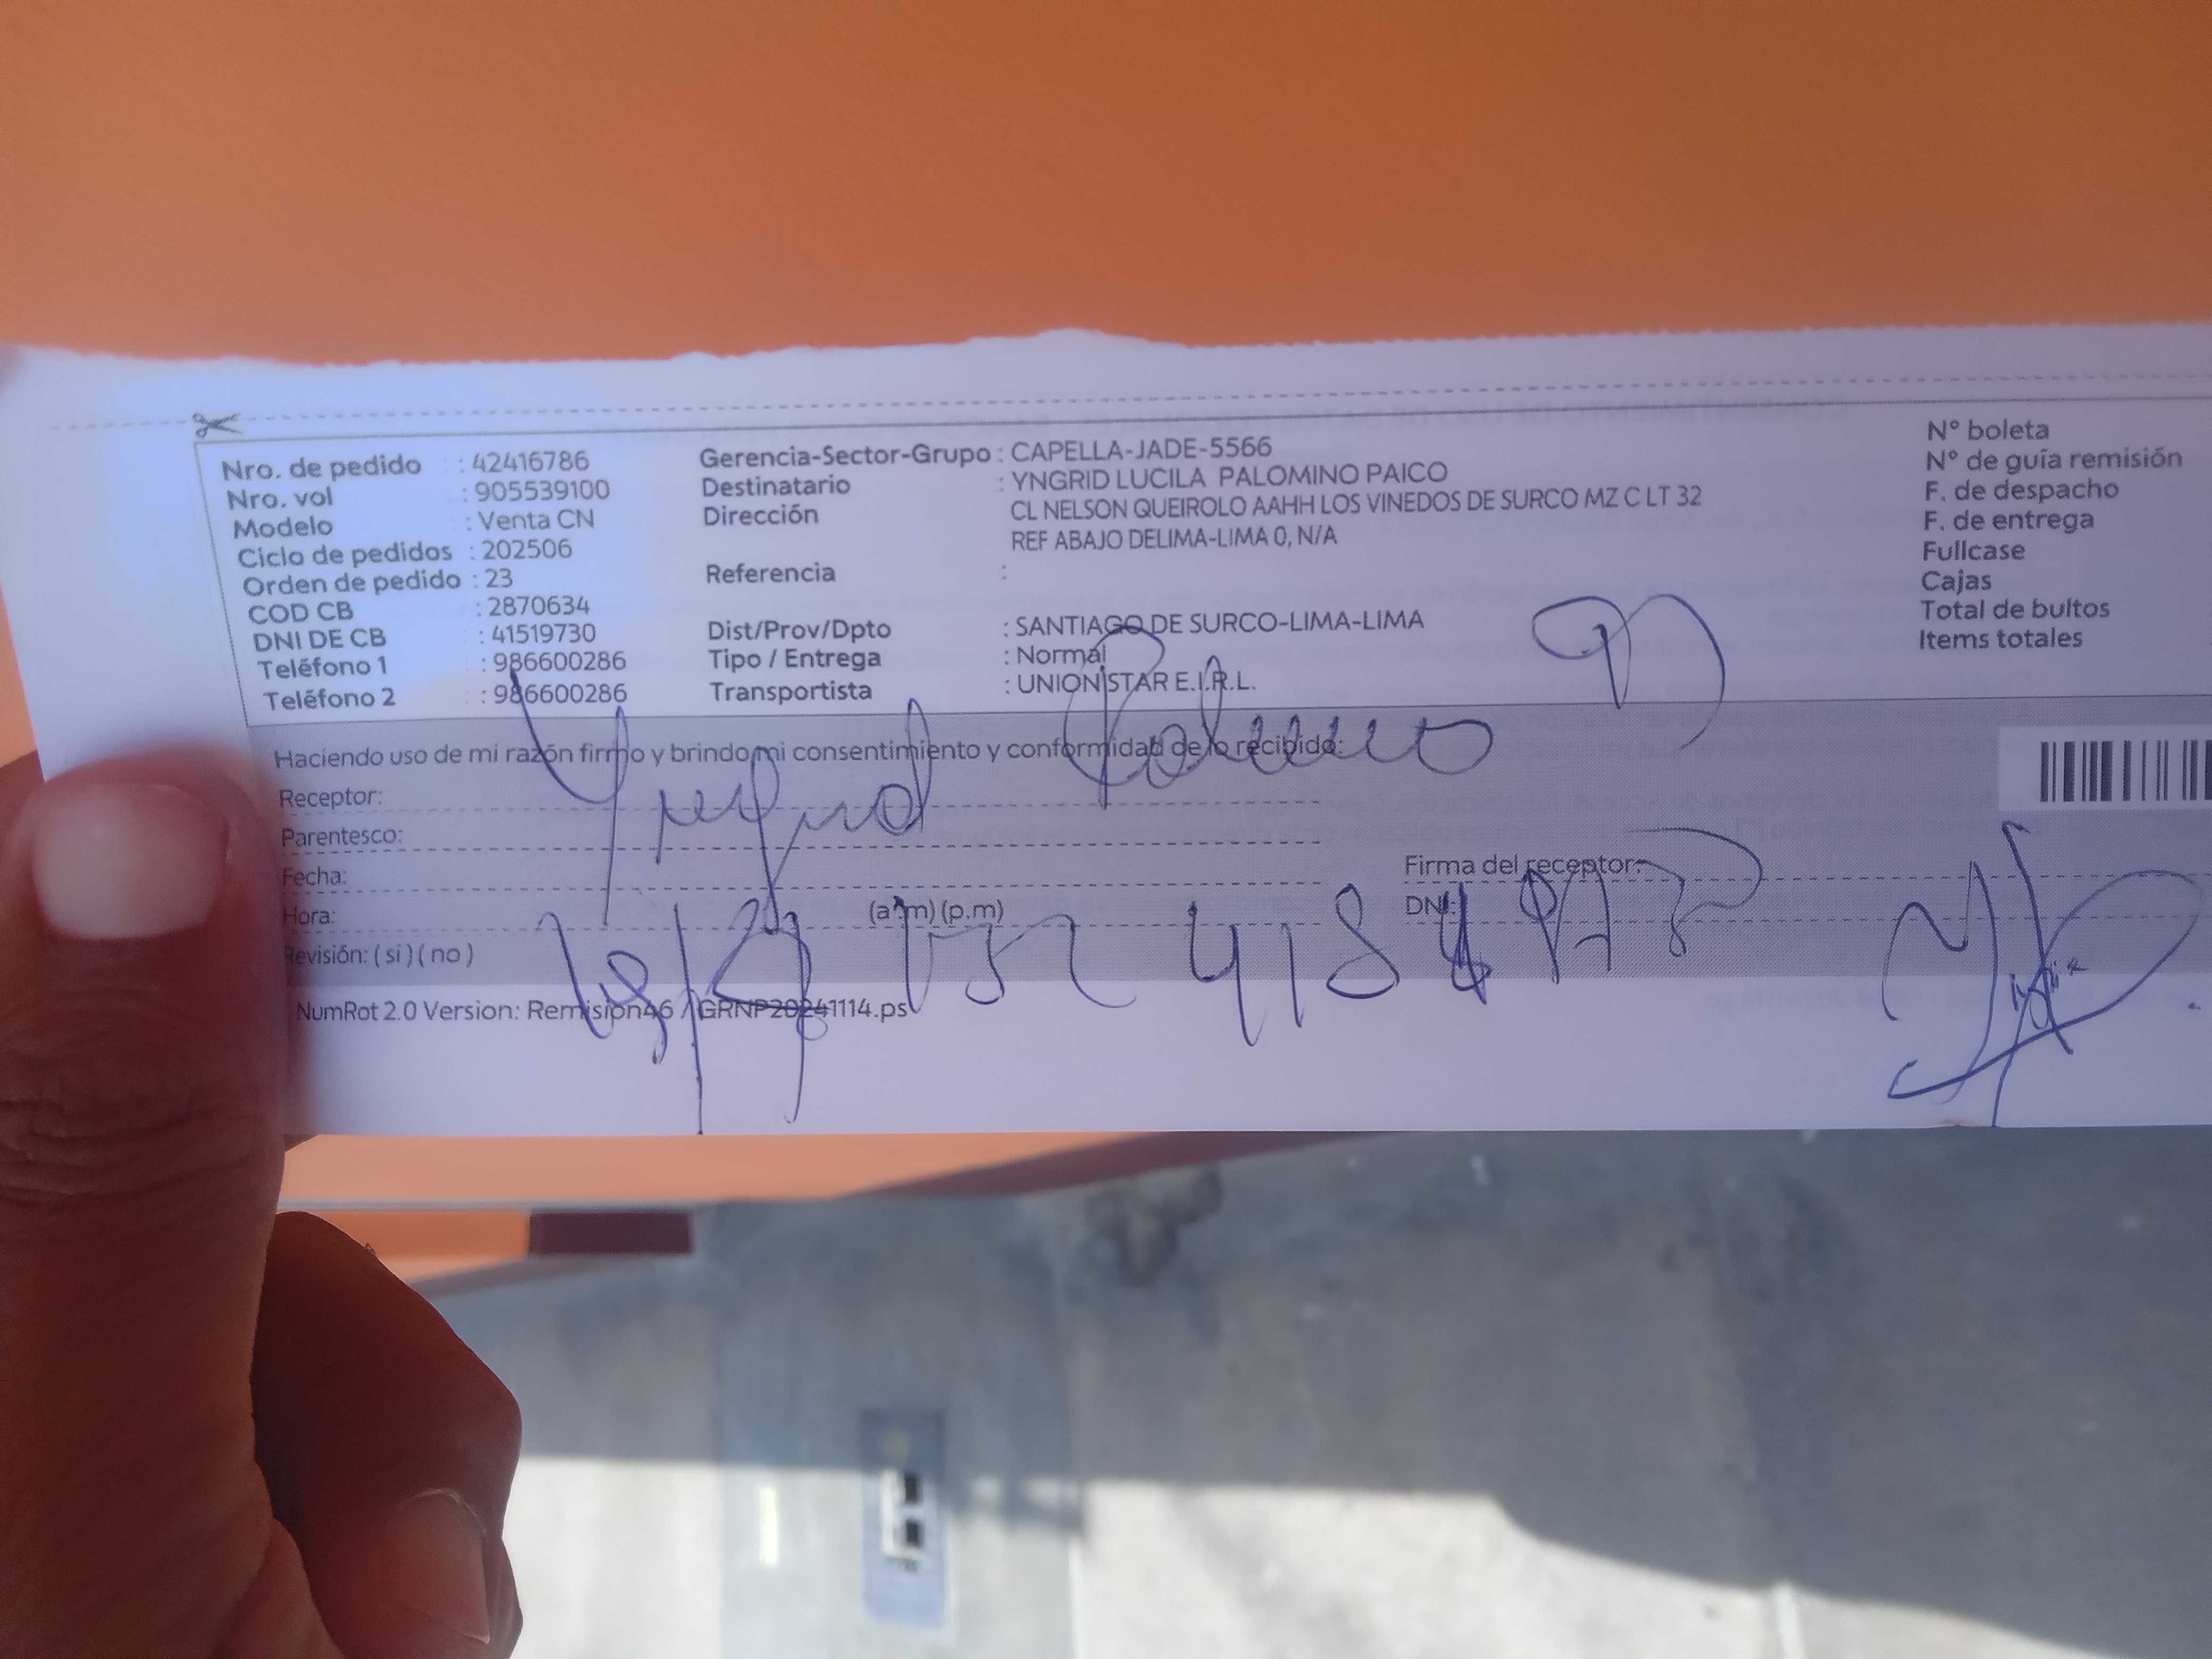 Nro. de pedido : 42416786
Nro. vol : 905539100
Modelo : Venta CN
Ciclo de pedidos : 202506
Orden de pedido : 23
COD CB : 2870634
DNI DE CB : 41519730
Teléfono 1 : 986600286
Teléfono 2 : 986600286
Gerencia-Sector-Grupo : CAPELLA-JADE-5566
Destinatario : YNGRID LUCILA PALOMINO PAICO
Dirección CL NELSON QUEIROLO AAHH LOS VINEDOS DE SURCO MZ C LT 32
REF ABAJO DELIMA-LIMA 0, N/A
Referencia :
Dist/Prov/Dpto : SANTIAGO DE SURCO-LIMA-LIMA
Tipo / Entrega : Normal
Transportista : UNION STAR E.I.R.L.
N° boleta
N° de guía remisión
F. de despacho
F. de entrega
Fullcase
Cajas
Total de bultos
Items totales
Haciendo uso de mi razón firmo y brindo mi consentimiento y conformidad de lo recibido:
Receptor:
Parentesco:
Fecha:
Hora: (a.m) (p.m)
Revisión: ( si ) ( no )
Firma del receptor:
DNI:
NumRot 2.0 Version: Remision46 / GRNP20241114.ps